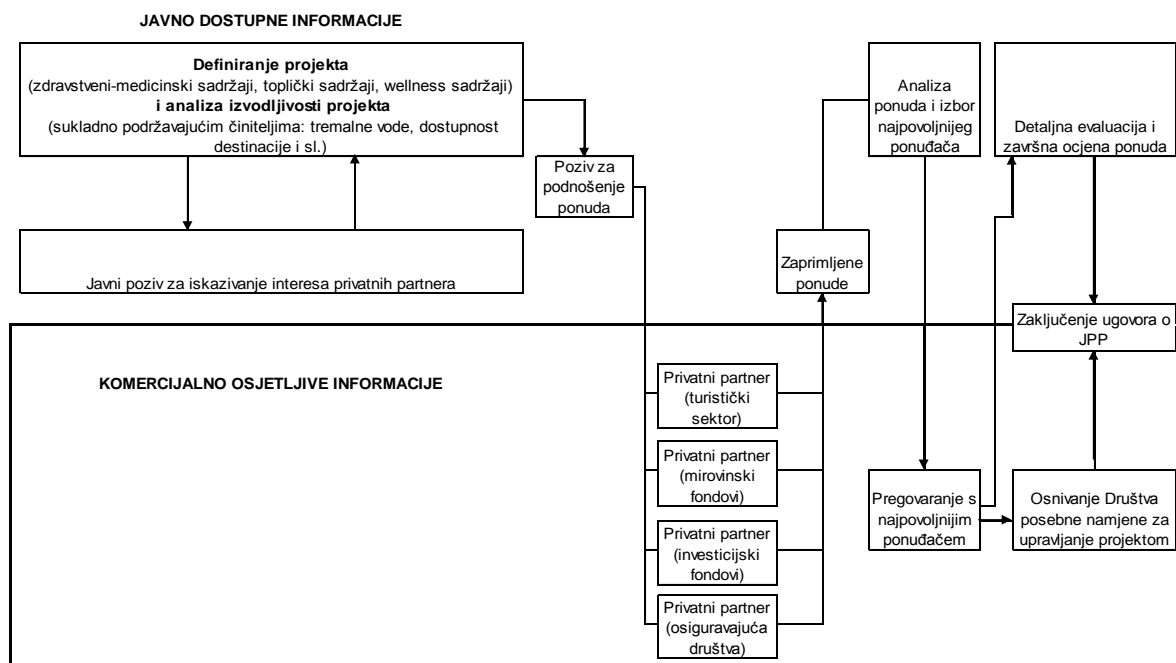 JAVNO DOSTUPNE INFORMACIJE
Definiranje projekta
(zdravstveni-medicinski sadržaji, toplički sadržaji, wellness sadržaji)
i analiza izvodljivosti projekta
(sukladno podržavajućim činiteljima: tremalne vode, dostupnost
destinacije i sl.)
Javni poziv za iskazivanje interesa privatnih partnera
Poziv za
podnošenje
ponuda
Zaprimljene
ponude
Analiza
ponuda i izbor
najpovoljnijeg
ponuđača
Detaljna evaluacija i
završna ocjena ponuda
Zaključenje ugovora o
JPP
KOMERCIJALNO OSJETLJIVE INFORMACIJE
Privatni partner
(turistički
sektor)
Privatni partner
(mirovinski
fondovi)
Privatni partner
(investicijski
fondovi)
Privatni partner
(osiguravajuća
društva)
Pregovaranje s
najpovoljnijim
ponuđačem
Osnivanje Društva
posebne namjene za
upravljanje projektom